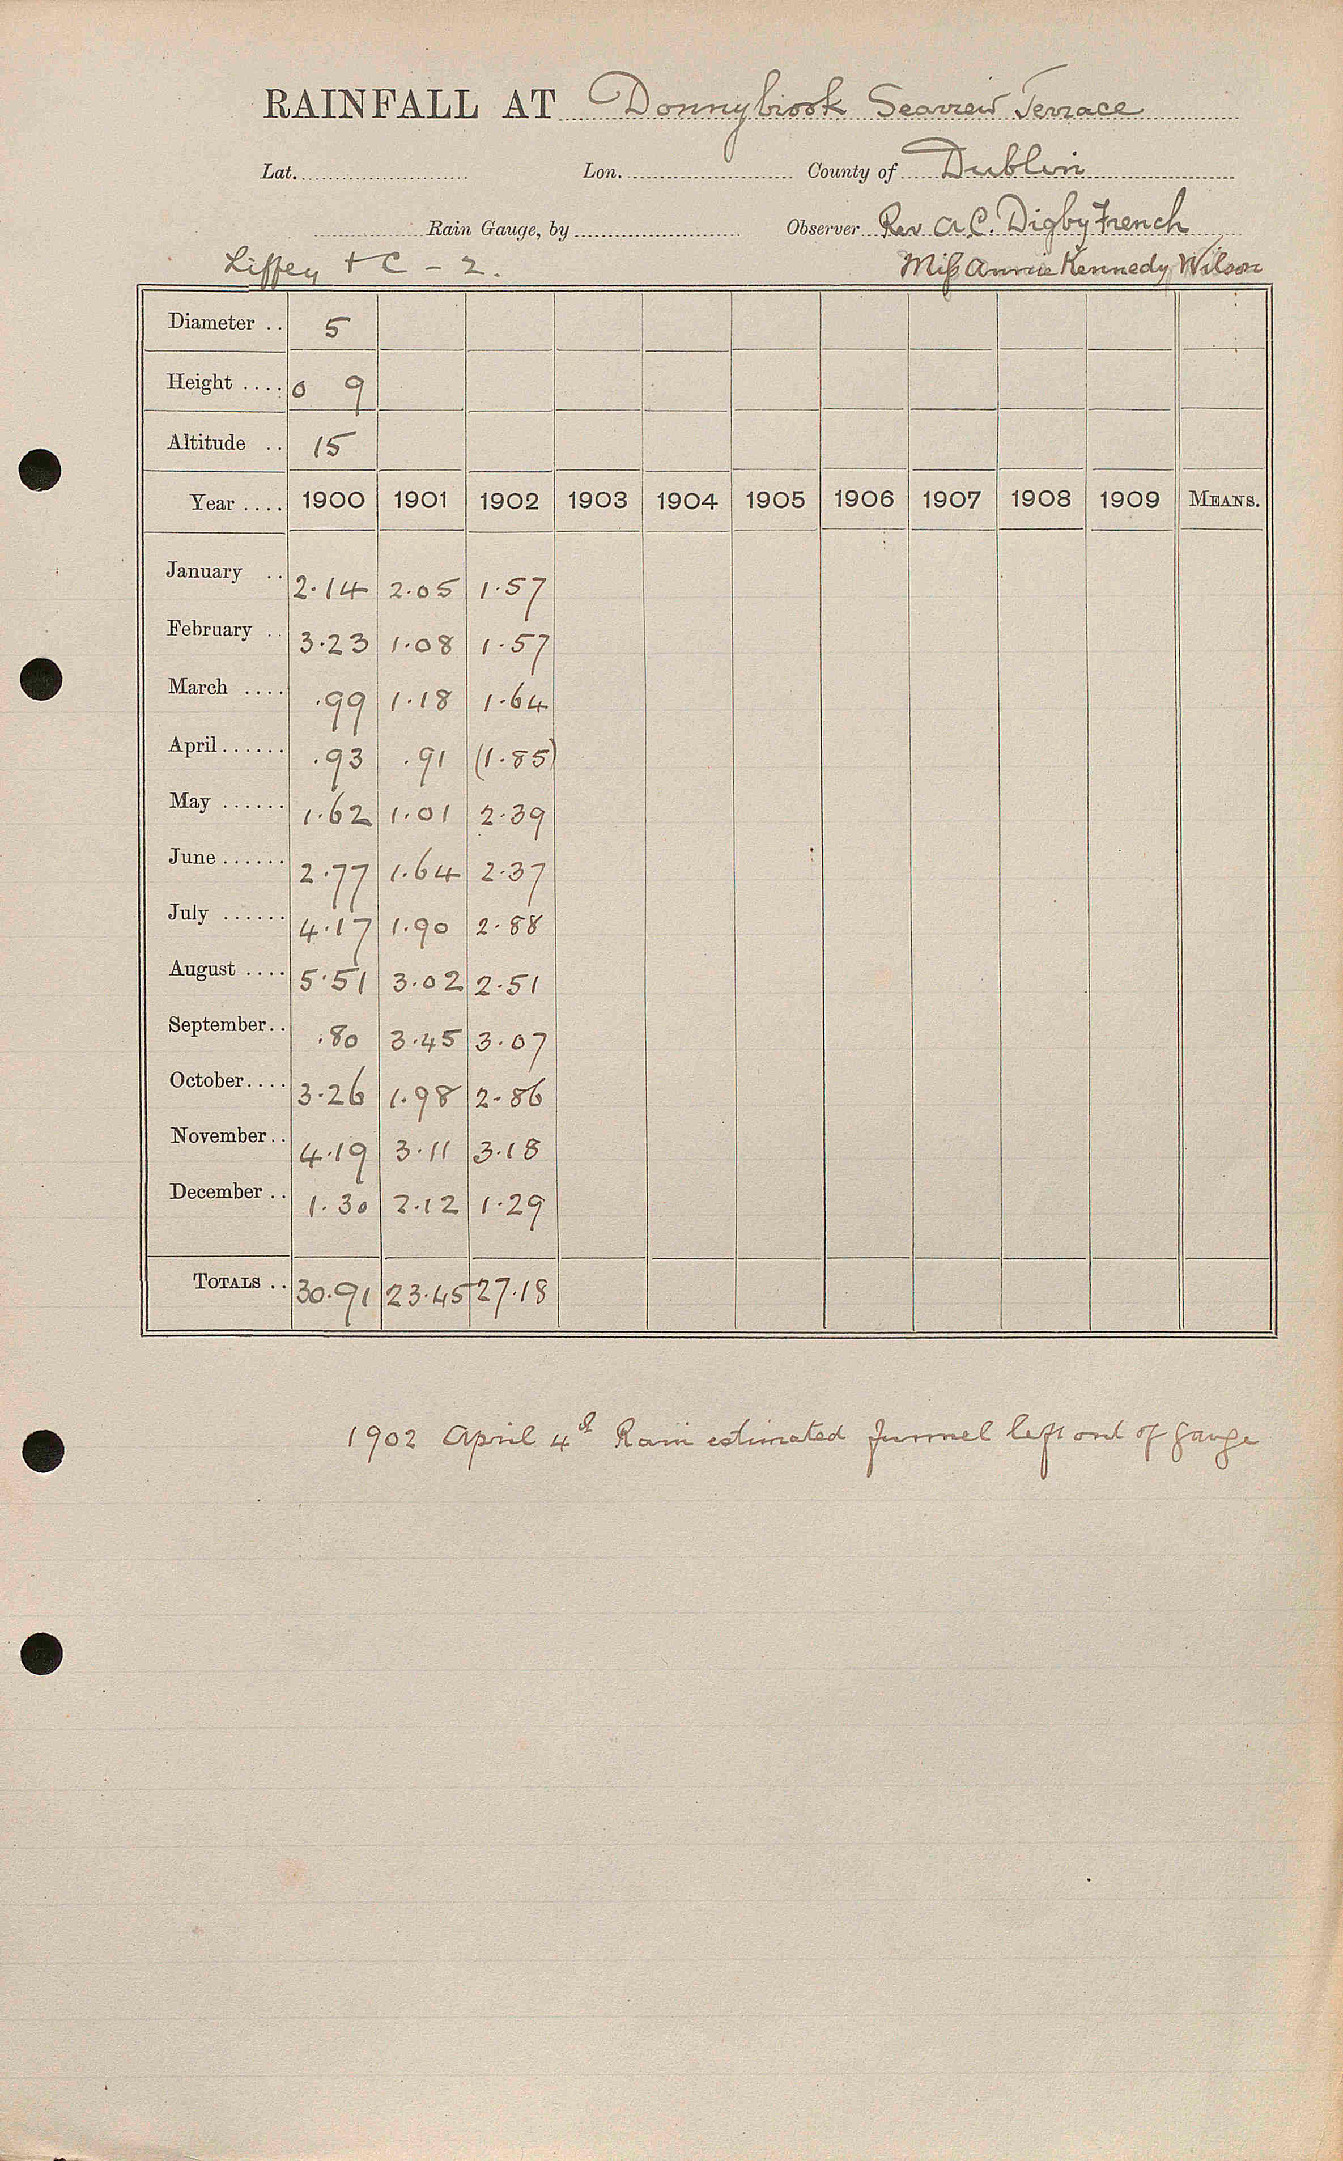 RAINFALL AT Donnybrook Seaview Terrace
Lat. Lon. County of Dublin
Rain Gauge, by Observer Rev A C. Digby French
Liffey + C - 2. Miss Annie Kennedy Wilson
Diameter .. 5
Height .... 0 9
Altitude .. 15
Year .... 1900 1901 1902 1903 1904 1905 1906 1907 1908 1909 MEANS.
January .. 2.14 2.05 1.57
February .. 3.23 1.08 1.57
March .... .99 1.18 1.64
April ...... .93 .91 (1.85)
May ...... 1.62 1.01 2.39
June ...... 2.77 1.64 2.37
July ...... 4.17 1.90 2.88
August .... 5.51 3.02 2.51
September.. .80 3.45 3.07
October.... 3.26 1.98 2.86
November.. 4.19 3.11 3.18
December .. 1.30 2.12 1.29
TOTALS .. 30.91 23.45 27.18
1902 April 4th Rain estimated funnel left out of gauge